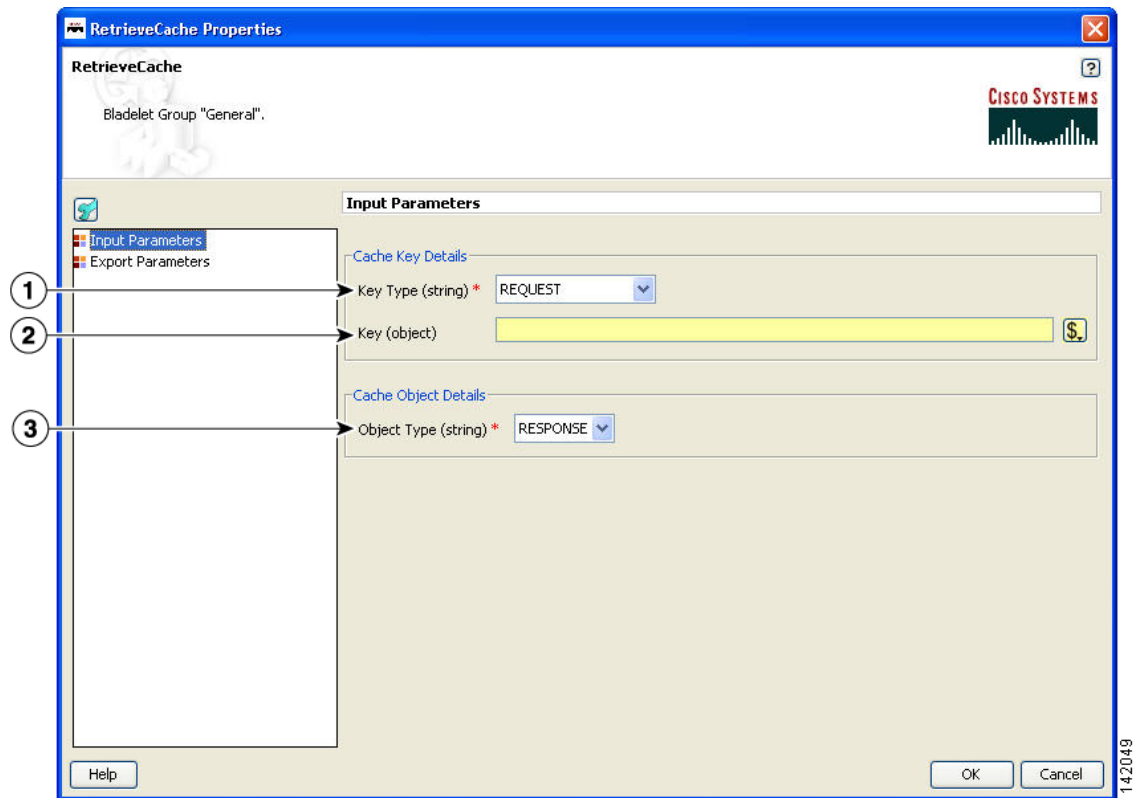 RetrieveCache Properties
RetrieveCache
?
Bladelet Group "General".
CISCO SYSTEMS
Input Parameters
Input Parameters
Export Parameters
Cache Key Details
1
Key Type (string) *
REQUEST
2
Key (object)
$
Cache Object Details
3
Object Type (string) *
RESPONSE
Help
OK
Cancel
142049